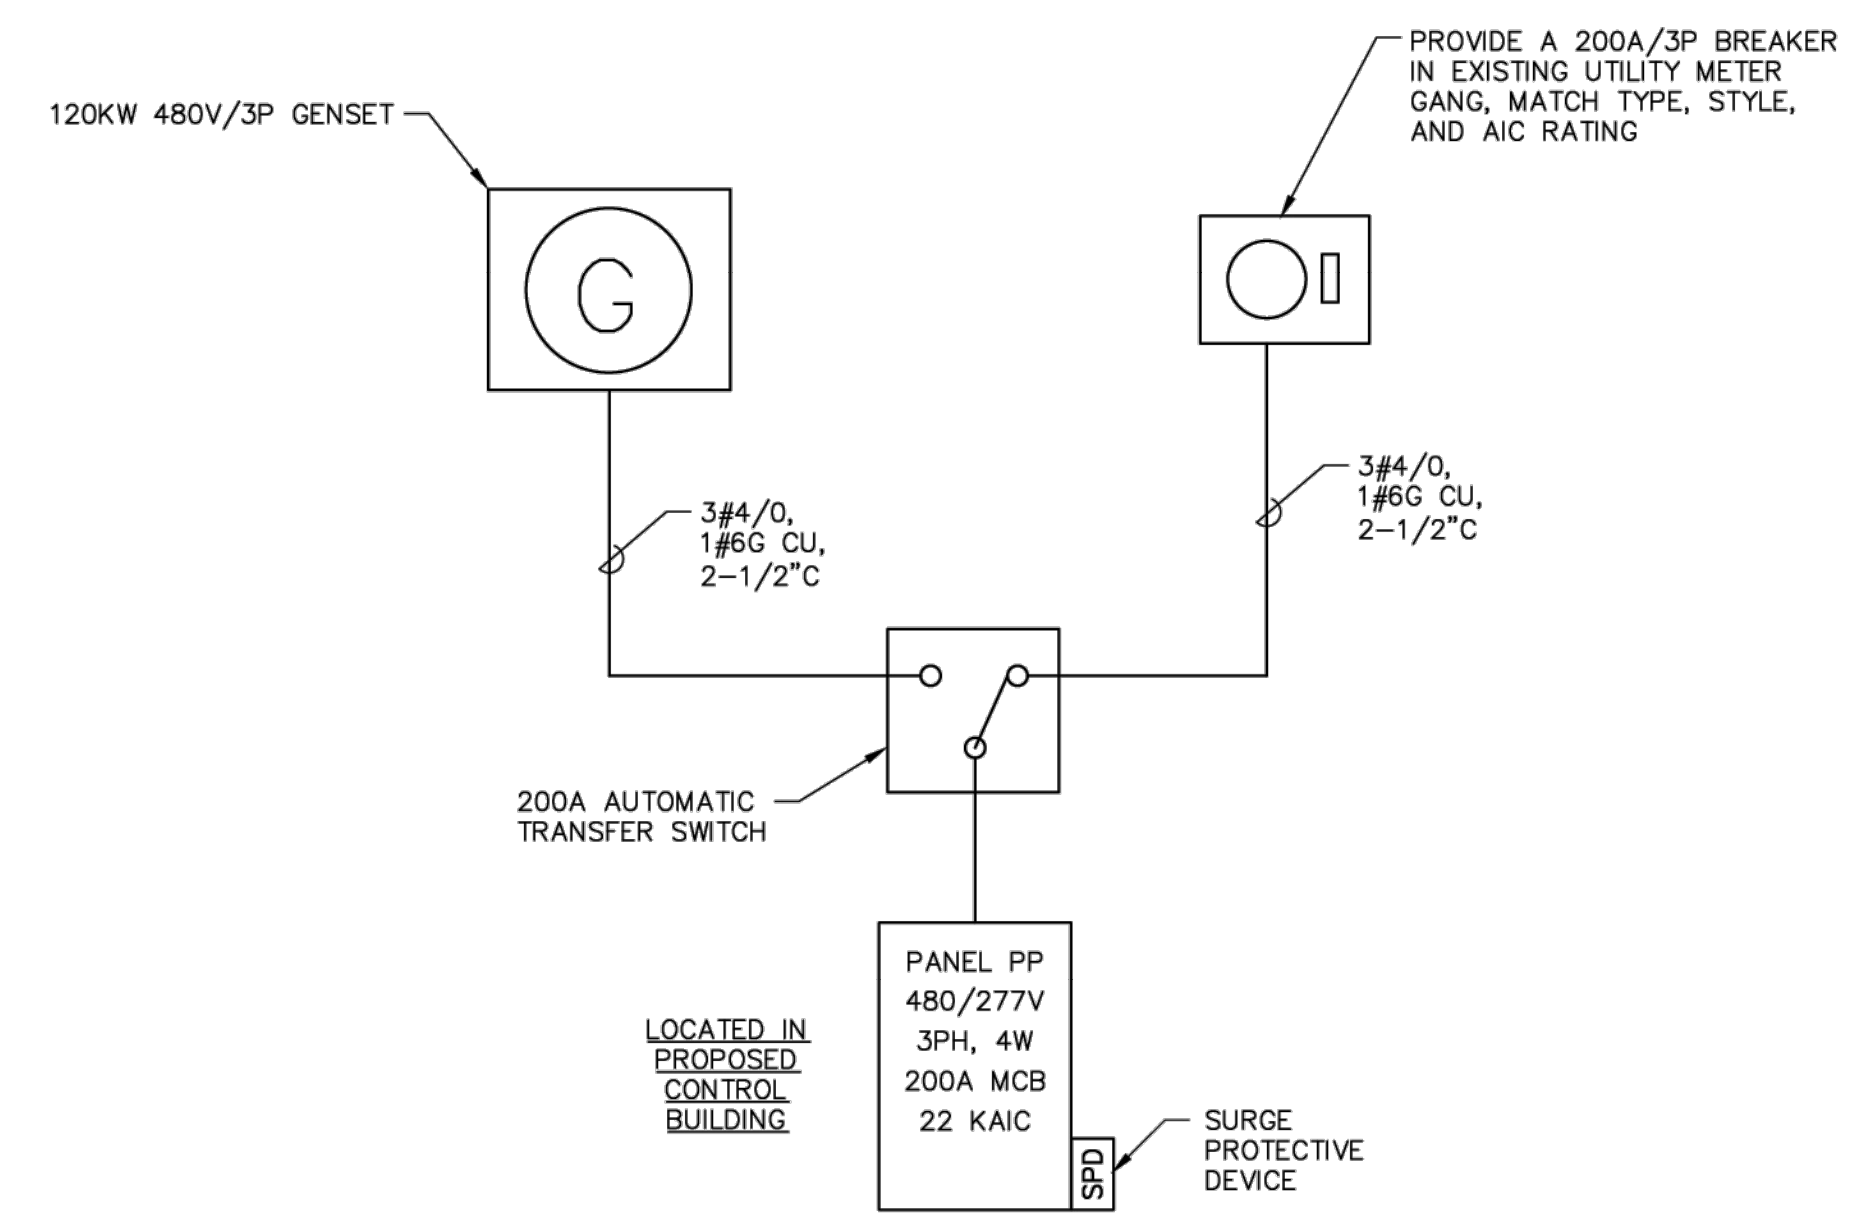 120KW 480V/3P GENSET
G
PROVIDE A 200A/3P BREAKER
IN EXISTING UTILITY METER
GANG, MATCH TYPE, STYLE,
AND AIC RATING
3#4/0,
1#6G CU,
2-1/2"C
3#4/0,
1#6G CU,
2-1/2"C
200A AUTOMATIC
TRANSFER SWITCH
LOCATED IN
PROPOSED
CONTROL
BUILDING
PANEL PP
480/277V
3PH, 4W
200A MCB
22 KAIC
SPD
SURGE
PROTECTIVE
DEVICE